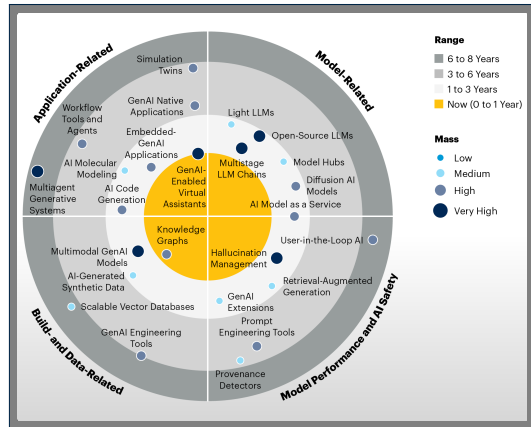 Application-Related
Model-Related
Build- and Data-Related
Model Performance and AI Safety
Simulation
Twins
GenAI Native
Applications
Workflow
Tools and
Agents
Embedded-
GenAI
Applications
AI Molecular
Modeling
GenAI-
Enabled
Virtual
Assistants
Multiagent
Generative
Systems
AI Code
Generation
Light LLMs
Open-Source LLMs
Multistage
LLM Chains
Model Hubs
Diffusion AI
Models
AI Model as a Service
Knowledge
Graphs
Multimodal GenAI
Models
AI-Generated
Synthetic Data
Scalable Vector Databases
GenAI Engineering
Tools
User-in-the-Loop AI
Hallucination
Management
Retrieval-Augmented
Generation
GenAI
Extensions
Prompt
Engineering Tools
Provenance
Detectors
Range
6 to 8 Years
3 to 6 Years
1 to 3 Years
Now (0 to 1 Year)
Mass
Low
Medium
High
Very High